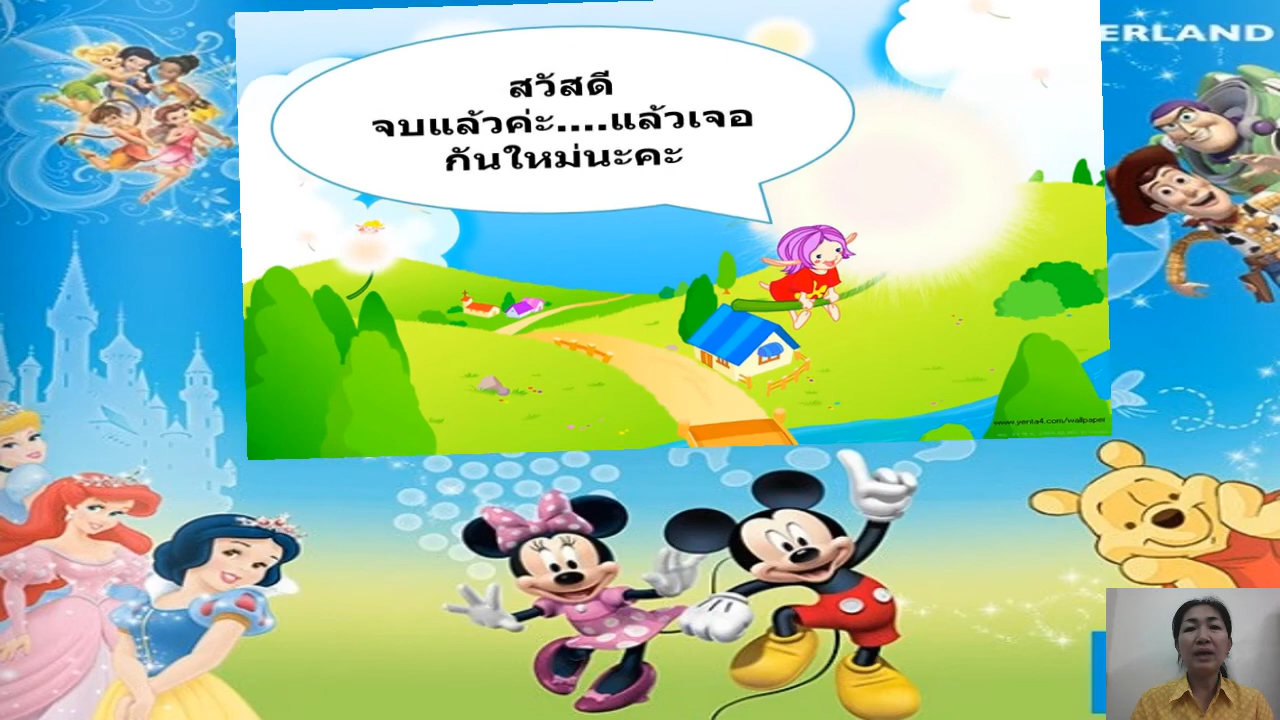 ERLAND
สวัสดี
จบแล้วค่ะ....แล้วเจอ
กันใหม่นะคะ
www.yenta4.com/wallpaper